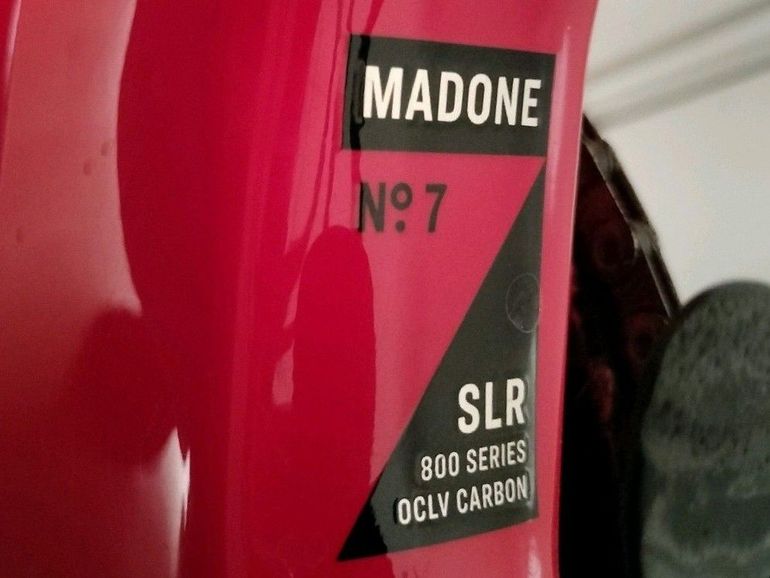 MADONE
Nº. 7
SLR
800 SERIES
OCLV CARBON